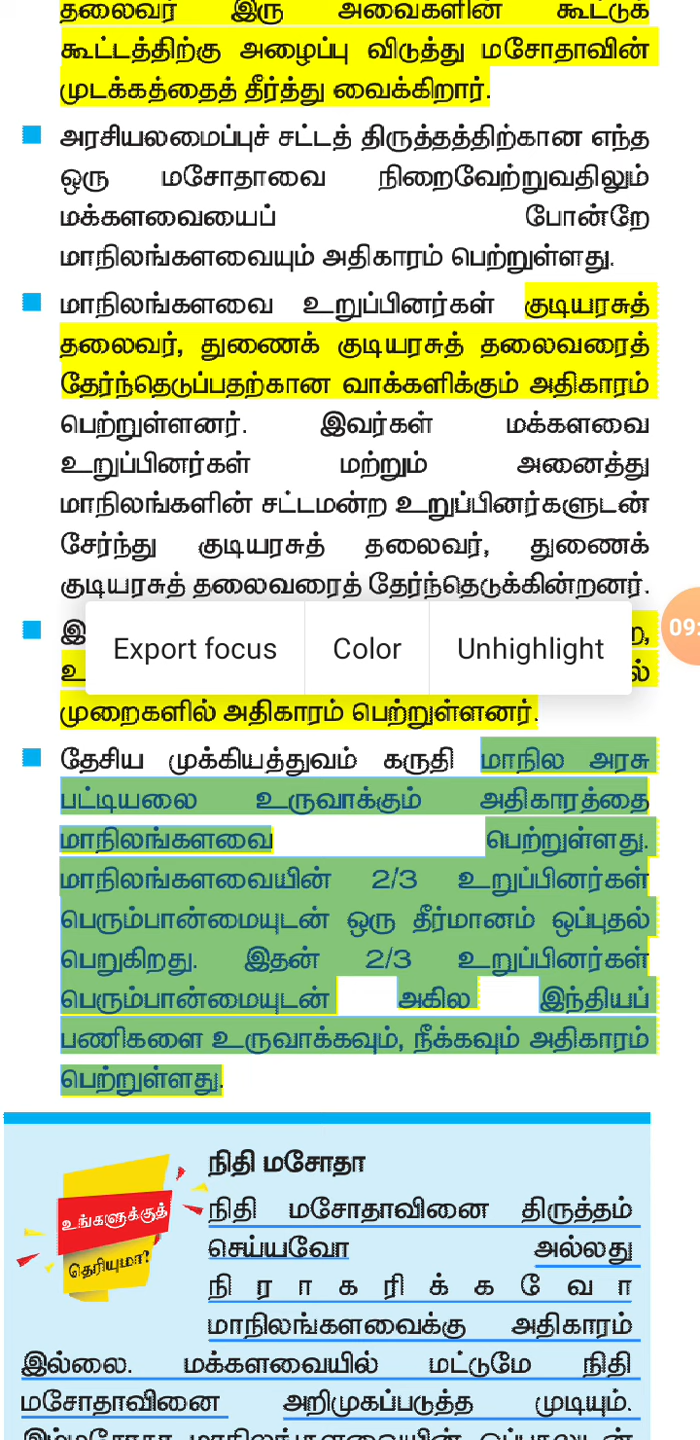 தலைவர் இரு அவைகளின் கூட்டுக்
கூட்டத்திற்கு அழைப்பு விடுத்து மசோதாவின்
முடக்கத்தைத் தீர்த்து வைக்கிறார்.
அரசியலமைப்புச் சட்டத் திருத்தத்திற்கான எந்த
ஒரு மசோதாவை நிறைவேற்றுவதிலும்
மக்களவையைப் போன்றே
மாநிலங்களவையும் அதிகாரம் பெற்றுள்ளது.
மாநிலங்களவை உறுப்பினர்கள் குடியரசுத்
தலைவர், துணைக் குடியரசுத் தலைவரைத்
தேர்ந்தெடுப்பதற்கான வாக்களிக்கும் அதிகாரம்
பெற்றுள்ளனர். இவர்கள் மக்களவை
உறுப்பினர்கள் மற்றும் அனைத்து
மாநிலங்களின் சட்டமன்ற உறுப்பினர்களுடன்
சேர்ந்து குடியரசுத் தலைவர், துணைக்
குடியரசுத் தலைவரைத் தேர்ந்தெடுக்கின்றனர்.
Export focus Color Unhighlight
முறைகளில் அதிகாரம் பெற்றுள்ளனர்.
தேசிய முக்கியத்துவம் கருதி மாநில அரசு
பட்டியலை உருவாக்கும் அதிகாரத்தை
மாநிலங்களவை பெற்றுள்ளது.
மாநிலங்களவையின் 2/3 உறுப்பினர்கள்
பெரும்பான்மையுடன் ஒரு தீர்மானம் ஒப்புதல்
பெறுகிறது. இதன் 2/3 உறுப்பினர்கள்
பெரும்பான்மையுடன் அகில இந்தியப்
பணிகளை உருவாக்கவும், நீக்கவும் அதிகாரம்
பெற்றுள்ளது.
உங்களுக்குத்
தெரியுமா?
நிதி மசோதா
நிதி மசோதாவினை திருத்தம்
செய்யவோ அல்லது
நிராகரிக்கவோ
மாநிலங்களவைக்கு அதிகாரம்
இல்லை. மக்களவையில் மட்டுமே நிதி
மசோதாவினை அறிமுகப்படுத்த முடியும்.